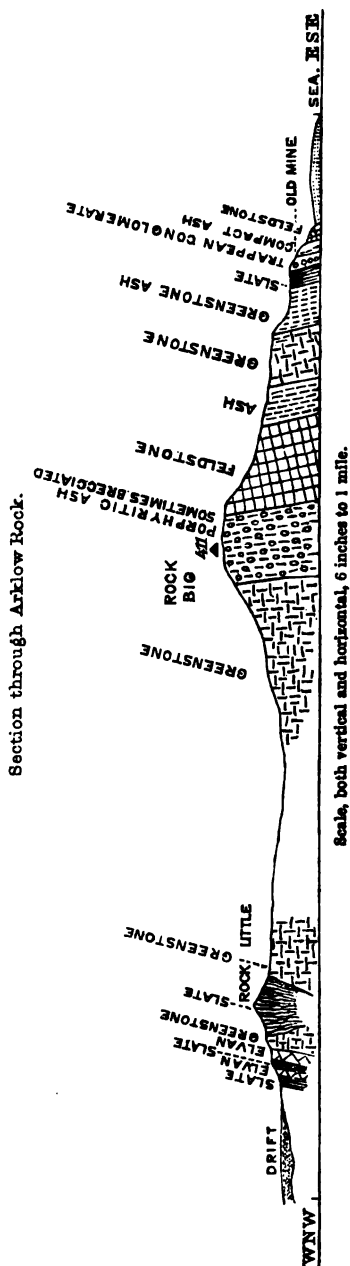 Section through Arklow Rock.
WNW
DRIFT
SLATE
ELVAN
SLATE
ELVAN
GREENSTONE
SLATE
ROCK LITTLE
GREENSTONE
GREENSTONE
ROCK
BIG
411
PORPHYRITIC ASH
SOMETIMES BRECCIATED
FELDSTONE
ASH
GREENSTONE
GREENSTONE ASH
SLATE
TRAPPEAN CONGLOMERATE
COMPACT ASH
FELDSTONE
OLD MINE
SEA. ESE
Scale, both vertical and horizontal, 6 inches to 1 mile.